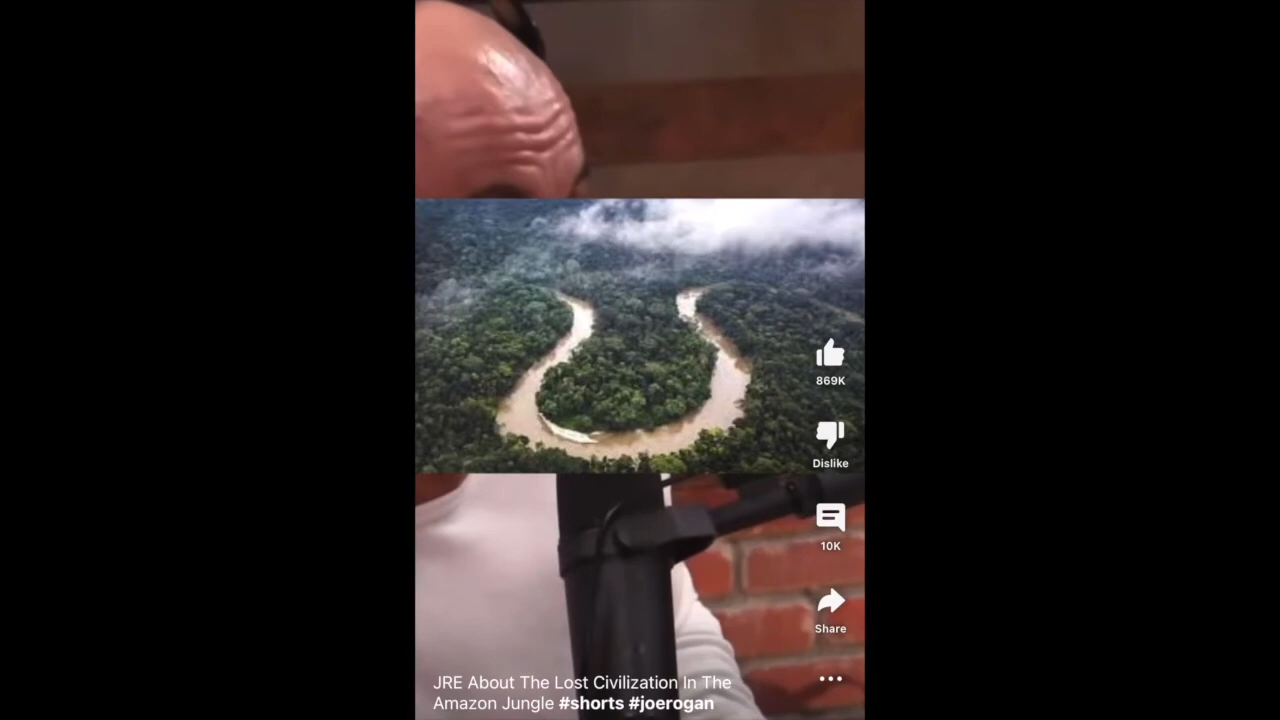 869K
Dislike
10K
Share
JRE About The Lost Civilization In The
Amazon Jungle #shorts #joerogan